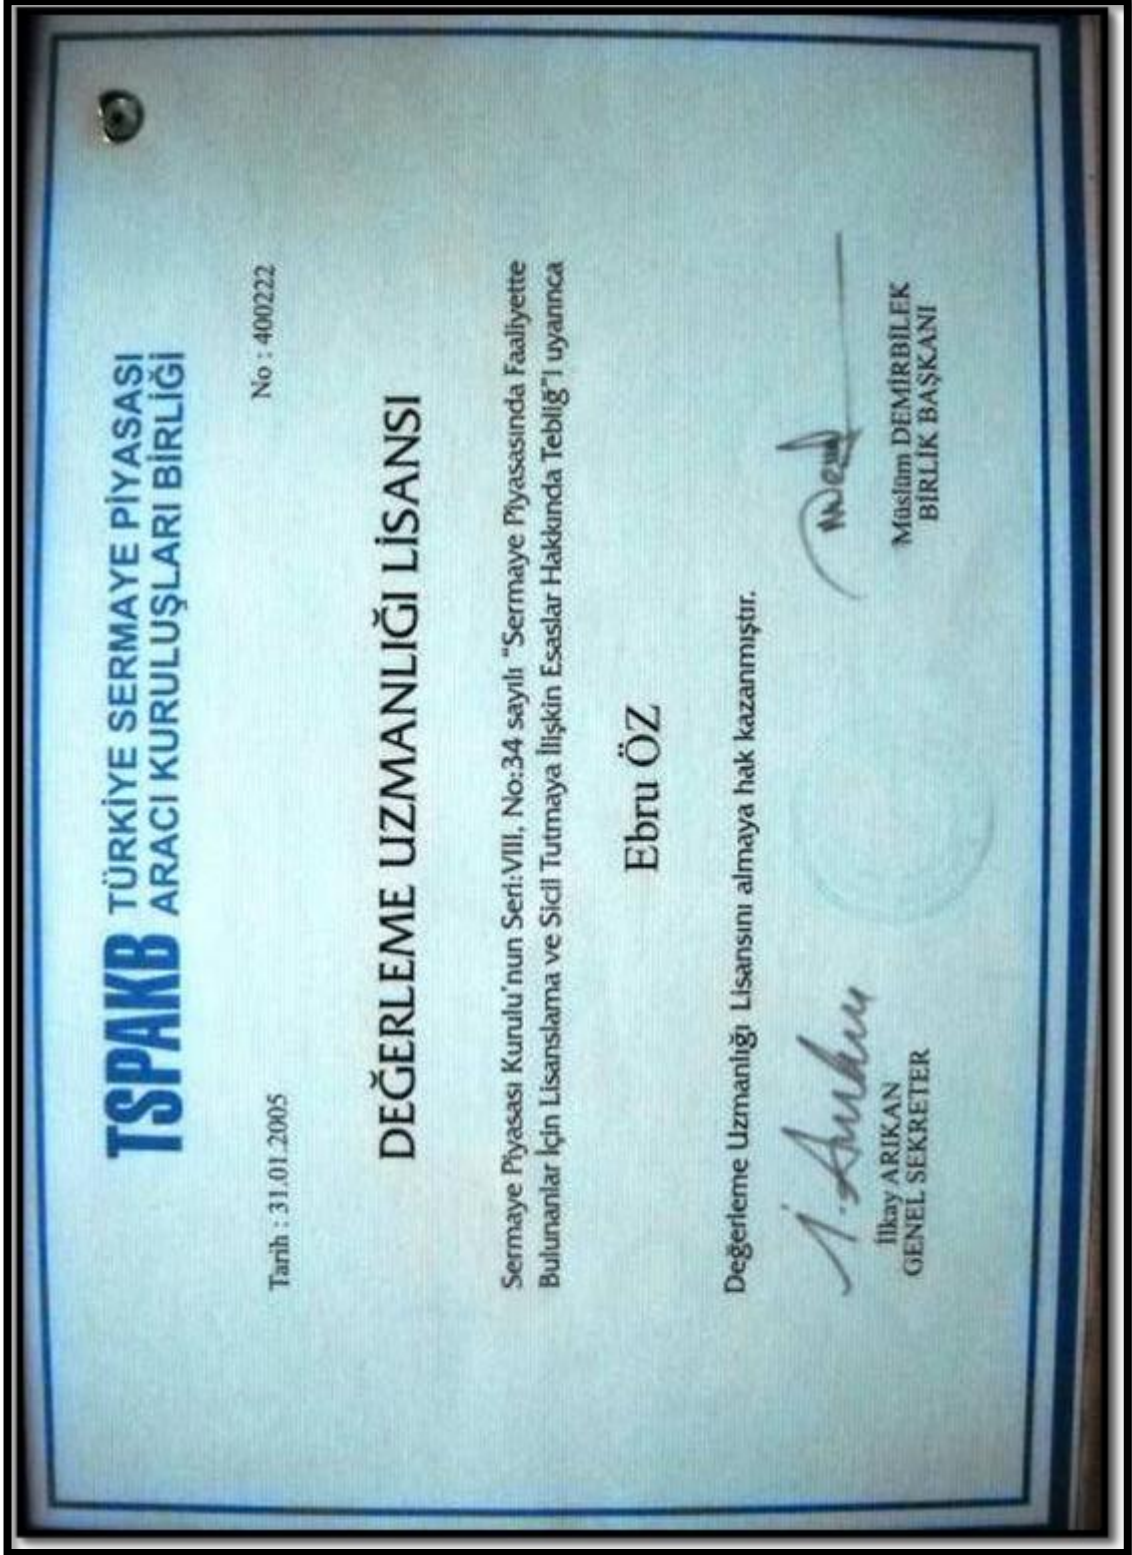 TSPAKB TÜRKİYE SERMAYE PİYASASI
ARACI KURULUŞLARI BİRLİĞİ
Tarih : 31.01.2005
No : 400222
DEĞERLEME UZMANLIĞI LİSANSI
Sermaye Piyasası Kurulu'nun Seri:VIII, No:34 sayılı "Sermaye Piyasasında Faaliyette
Bulunanlar İçin Lisanslama ve Sicil Tutmaya İlişkin Esaslar Hakkında Tebliğ"i uyarınca
Ebru ÖZ
Değerleme Uzmanlığı Lisansını almaya hak kazanmıştır.
İlkay ARIKAN
GENEL SEKRETER
Müslüm DEMİRBİLEK
BİRLİK BAŞKANI